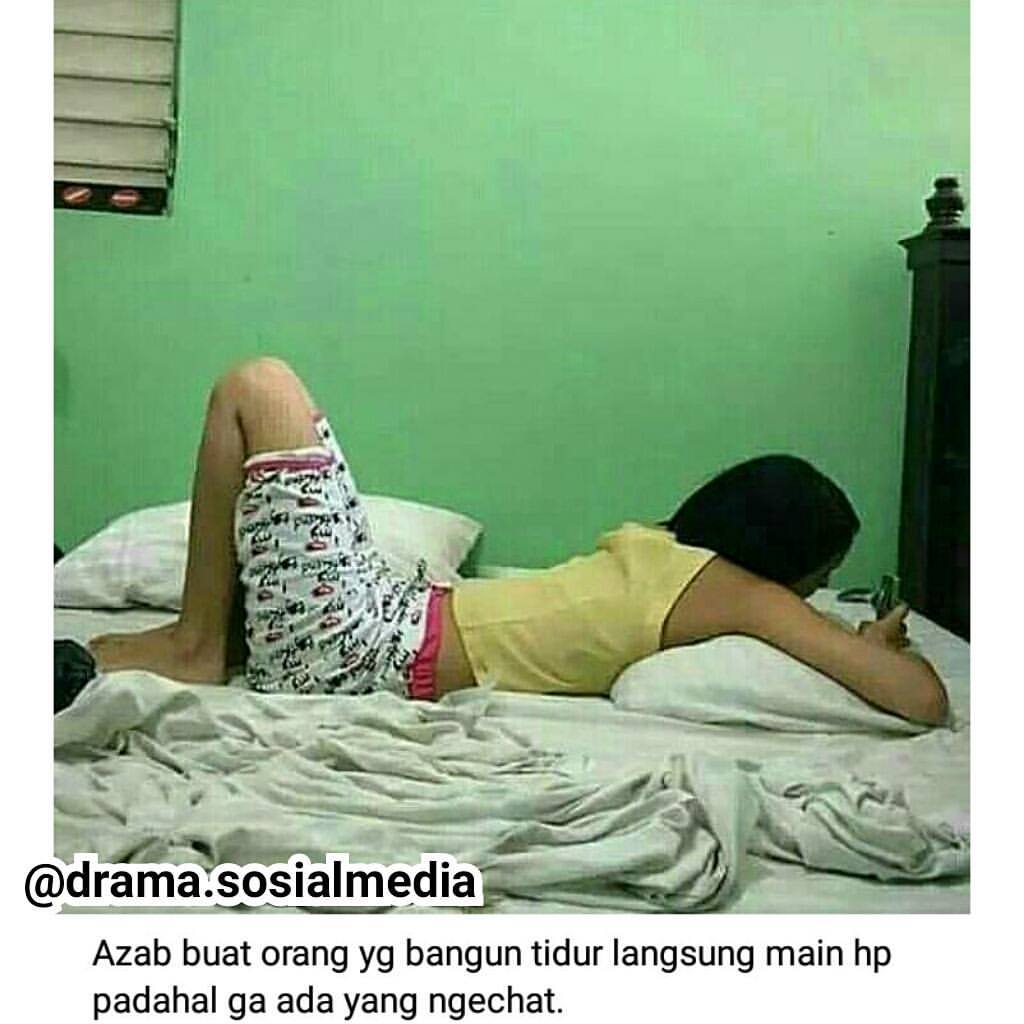 @drama.sosialmedia
Azab buat orang yg bangun tidur langsung main hp
padahal ga ada yang ngechat.